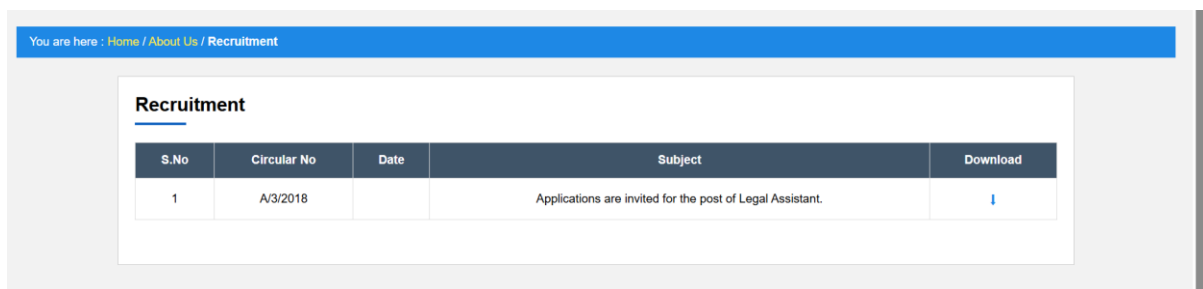 You are here : Home / About Us / Recruitment
Recruitment
S.No Circular No Date Subject Download
1 A/3/2018 Applications are invited for the post of Legal Assistant.